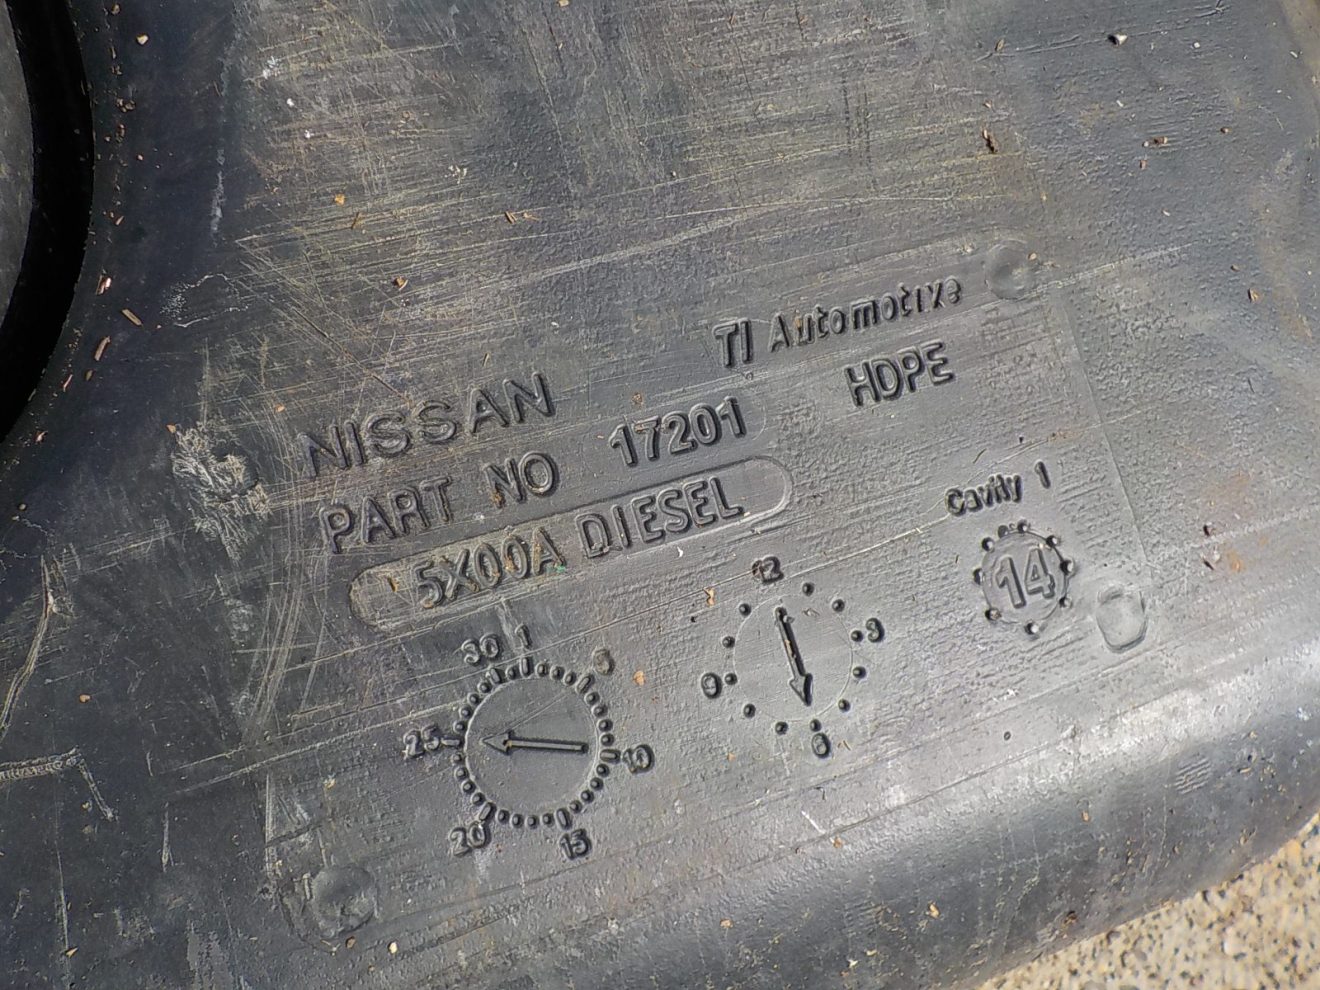 TI Automotive
HDPE
NISSAN
PART NO 17201
5X00A DIESEL
Cavity 1
14
12
3
6
9
30 1
5
10
15
20
25